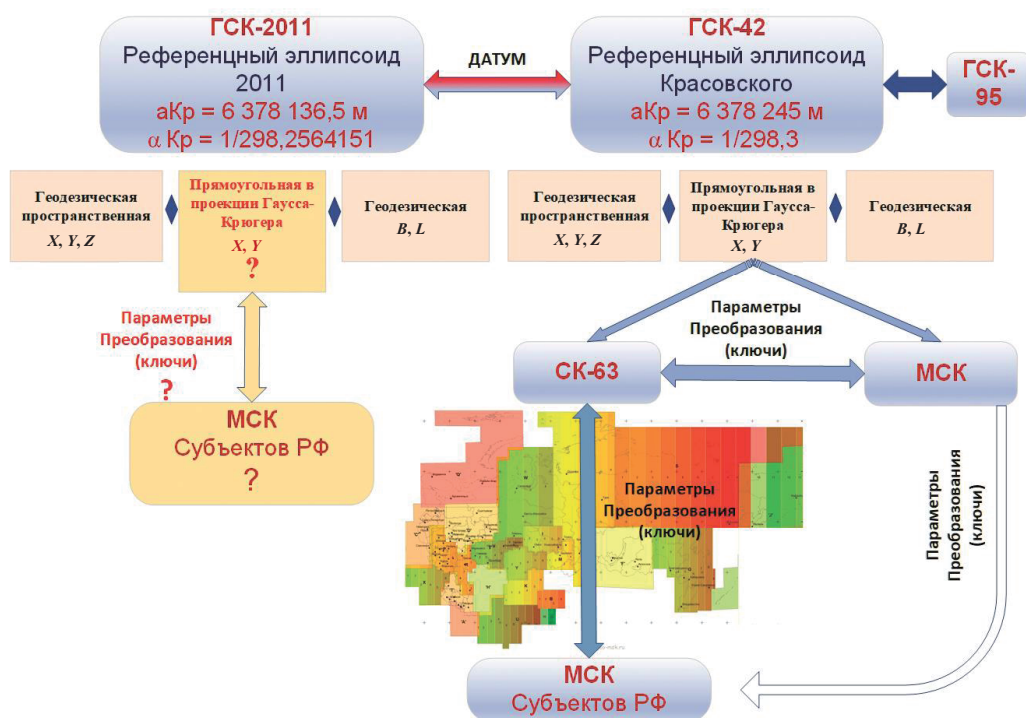 ГСК-2011
Референцный эллипсоид
2011
аКр = 6 378 136,5 м
α Кр = 1/298,2564151
ДАТУМ
ГСК-42
Референцный эллипсоид
Красовского
аКр = 6 378 245 м
α Кр = 1/298,3
ГСК-
95
Геодезическая
пространственная
X, Y, Z
Прямоугольная в
проекции Гаусса-
Крюгера
X, Y
?
Геодезическая
B, L
Геодезическая
пространственная
X, Y, Z
Прямоугольная в
проекции Гаусса-
Крюгера
X, Y
Геодезическая
B, L
Параметры
Преобразования
(ключи)
?
МСК
Субъектов РФ
?
Параметры
Преобразования
(ключи)
СК-63
МСК
Параметры
Преобразования
(ключи)
Параметры
Преобразования
(ключи)
МСК
Субъектов РФ